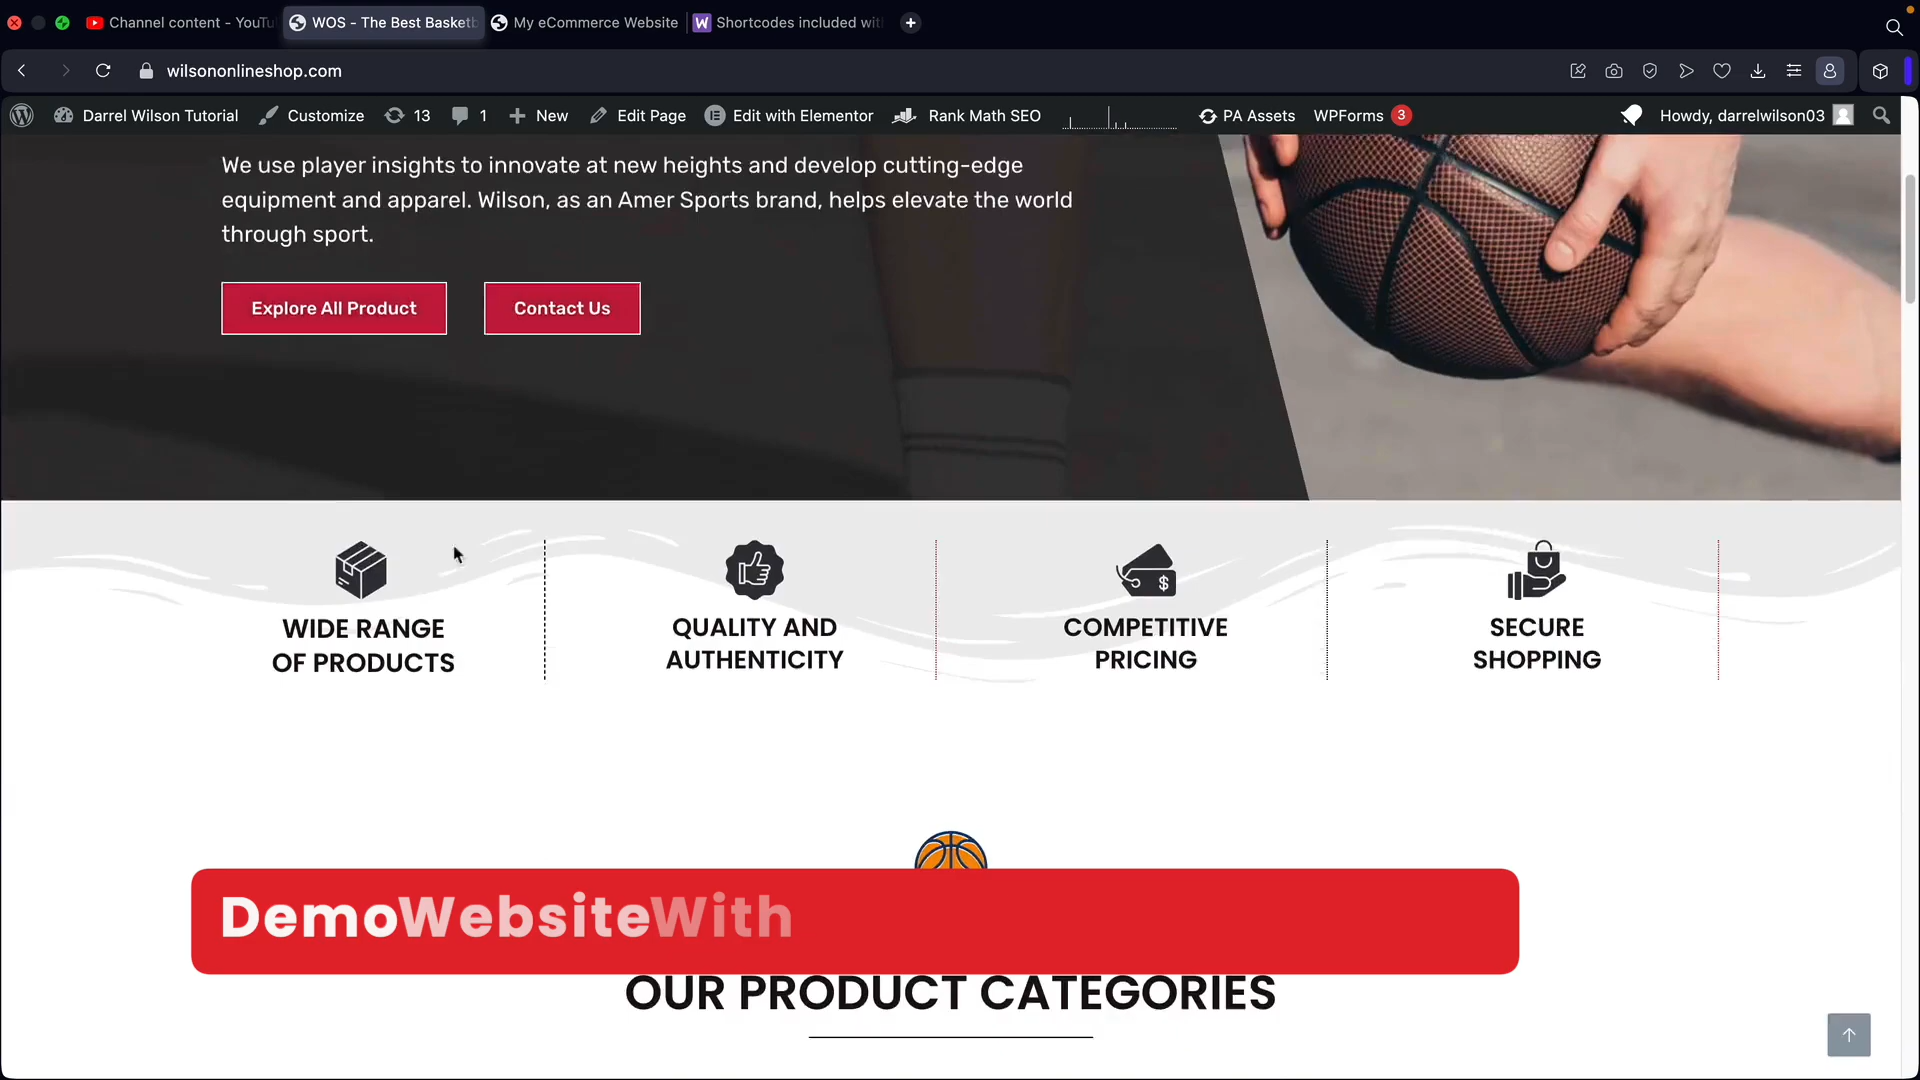 Channel content - YouTu
WOS - The Best Basketb
My eCommerce Website
Shortcodes included wit
wilsononlineshop.com
Darrel Wilson Tutorial
Customize
13
1
New
Edit Page
Edit with Elementor
Rank Math SEO
PA Assets
WPForms 3
Howdy, darrelwilson03
We use player insights to innovate at new heights and develop cutting-edge
equipment and apparel. Wilson, as an Amer Sports brand, helps elevate the world
through sport.
Explore All Product
Contact Us
WIDE RANGE
OF PRODUCTS
QUALITY AND
AUTHENTICITY
COMPETITIVE
PRICING
SECURE
SHOPPING
DemoWebsiteWith
OUR PRODUCT CATEGORIES